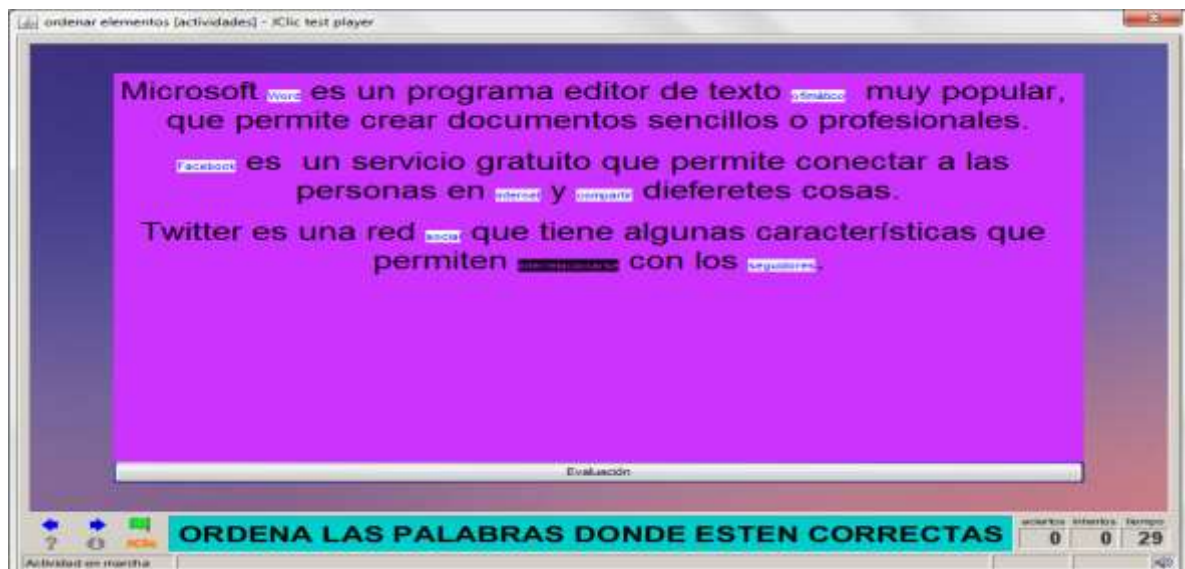 ordenar elementos [actividades] - JClic test player
Microsoft Word es un programa editor de texto ofimático muy popular,
que permite crear documentos sencillos o profesionales.
Facebook es un servicio gratuito que permite conectar a las
personas en internet y compartir dieferetes cosas.
Twitter es una red social que tiene algunas características que
permiten con los seguidores.
Evaluación
ORDENA LAS PALABRAS DONDE ESTEN CORRECTAS
aciertos intentos tiempo
0 0 29
JClic
Actividad en marcha